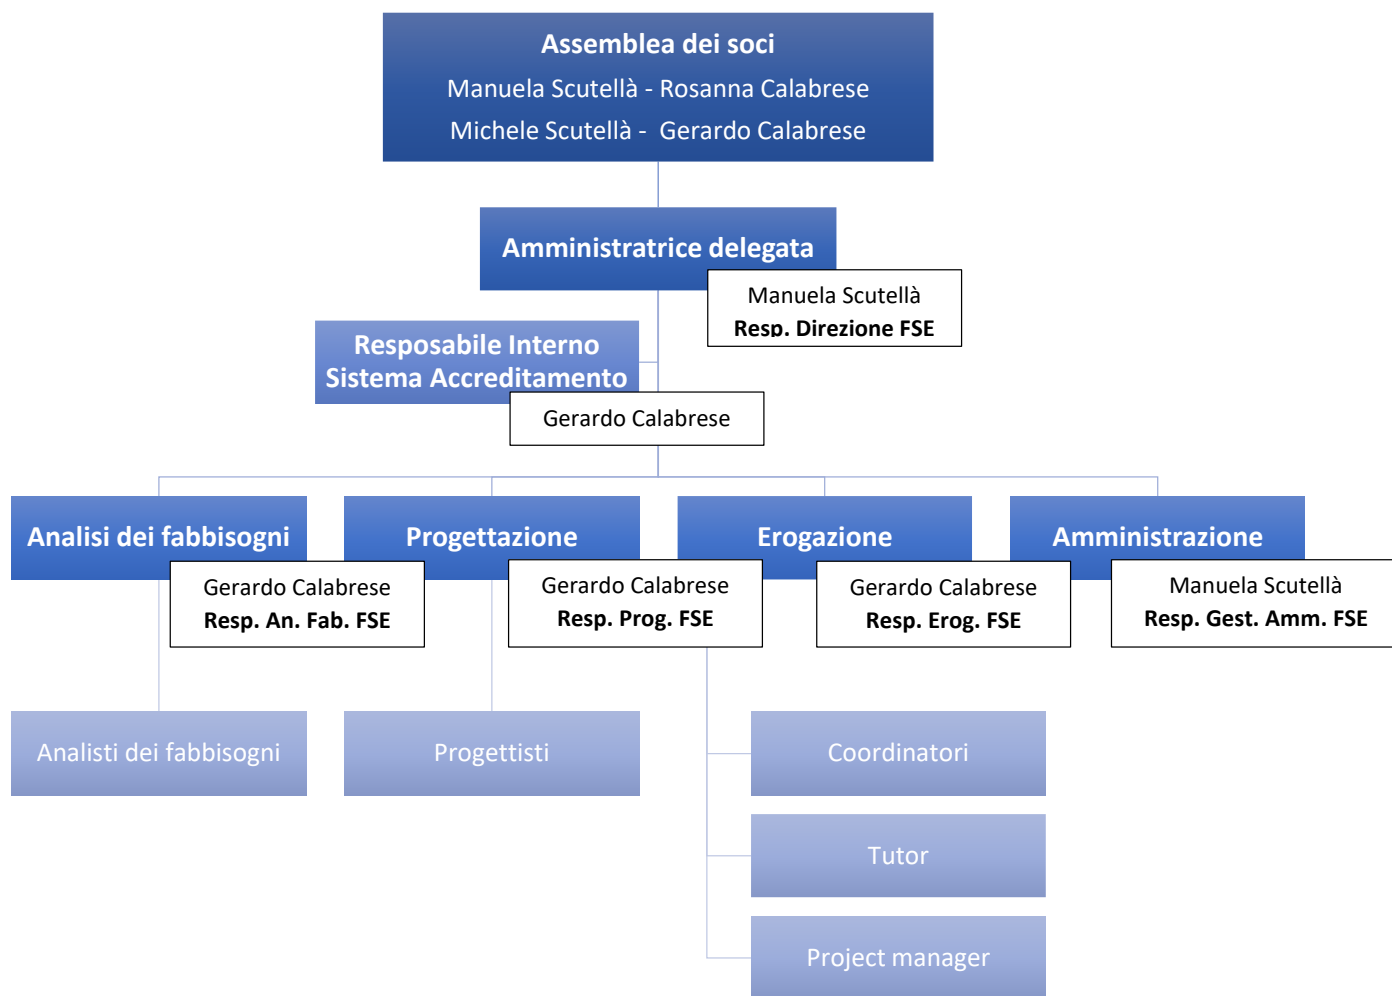 Assemblea dei soci
Manuela Scutellà - Rosanna Calabrese
Michele Scutellà -  Gerardo Calabrese
Amministratrice delegata
Manuela Scutellà
Resp. Direzione FSE
Resposabile Interno
Sistema Accreditamento
Gerardo Calabrese
Analisi dei fabbisogni
Gerardo Calabrese
Resp. An. Fab. FSE
Progettazione
Gerardo Calabrese
Resp. Prog. FSE
Erogazione
Gerardo Calabrese
Resp. Erog. FSE
Amministrazione
Manuela Scutellà
Resp. Gest. Amm. FSE
Analisti dei fabbisogni
Progettisti
Coordinatori
Tutor
Project manager